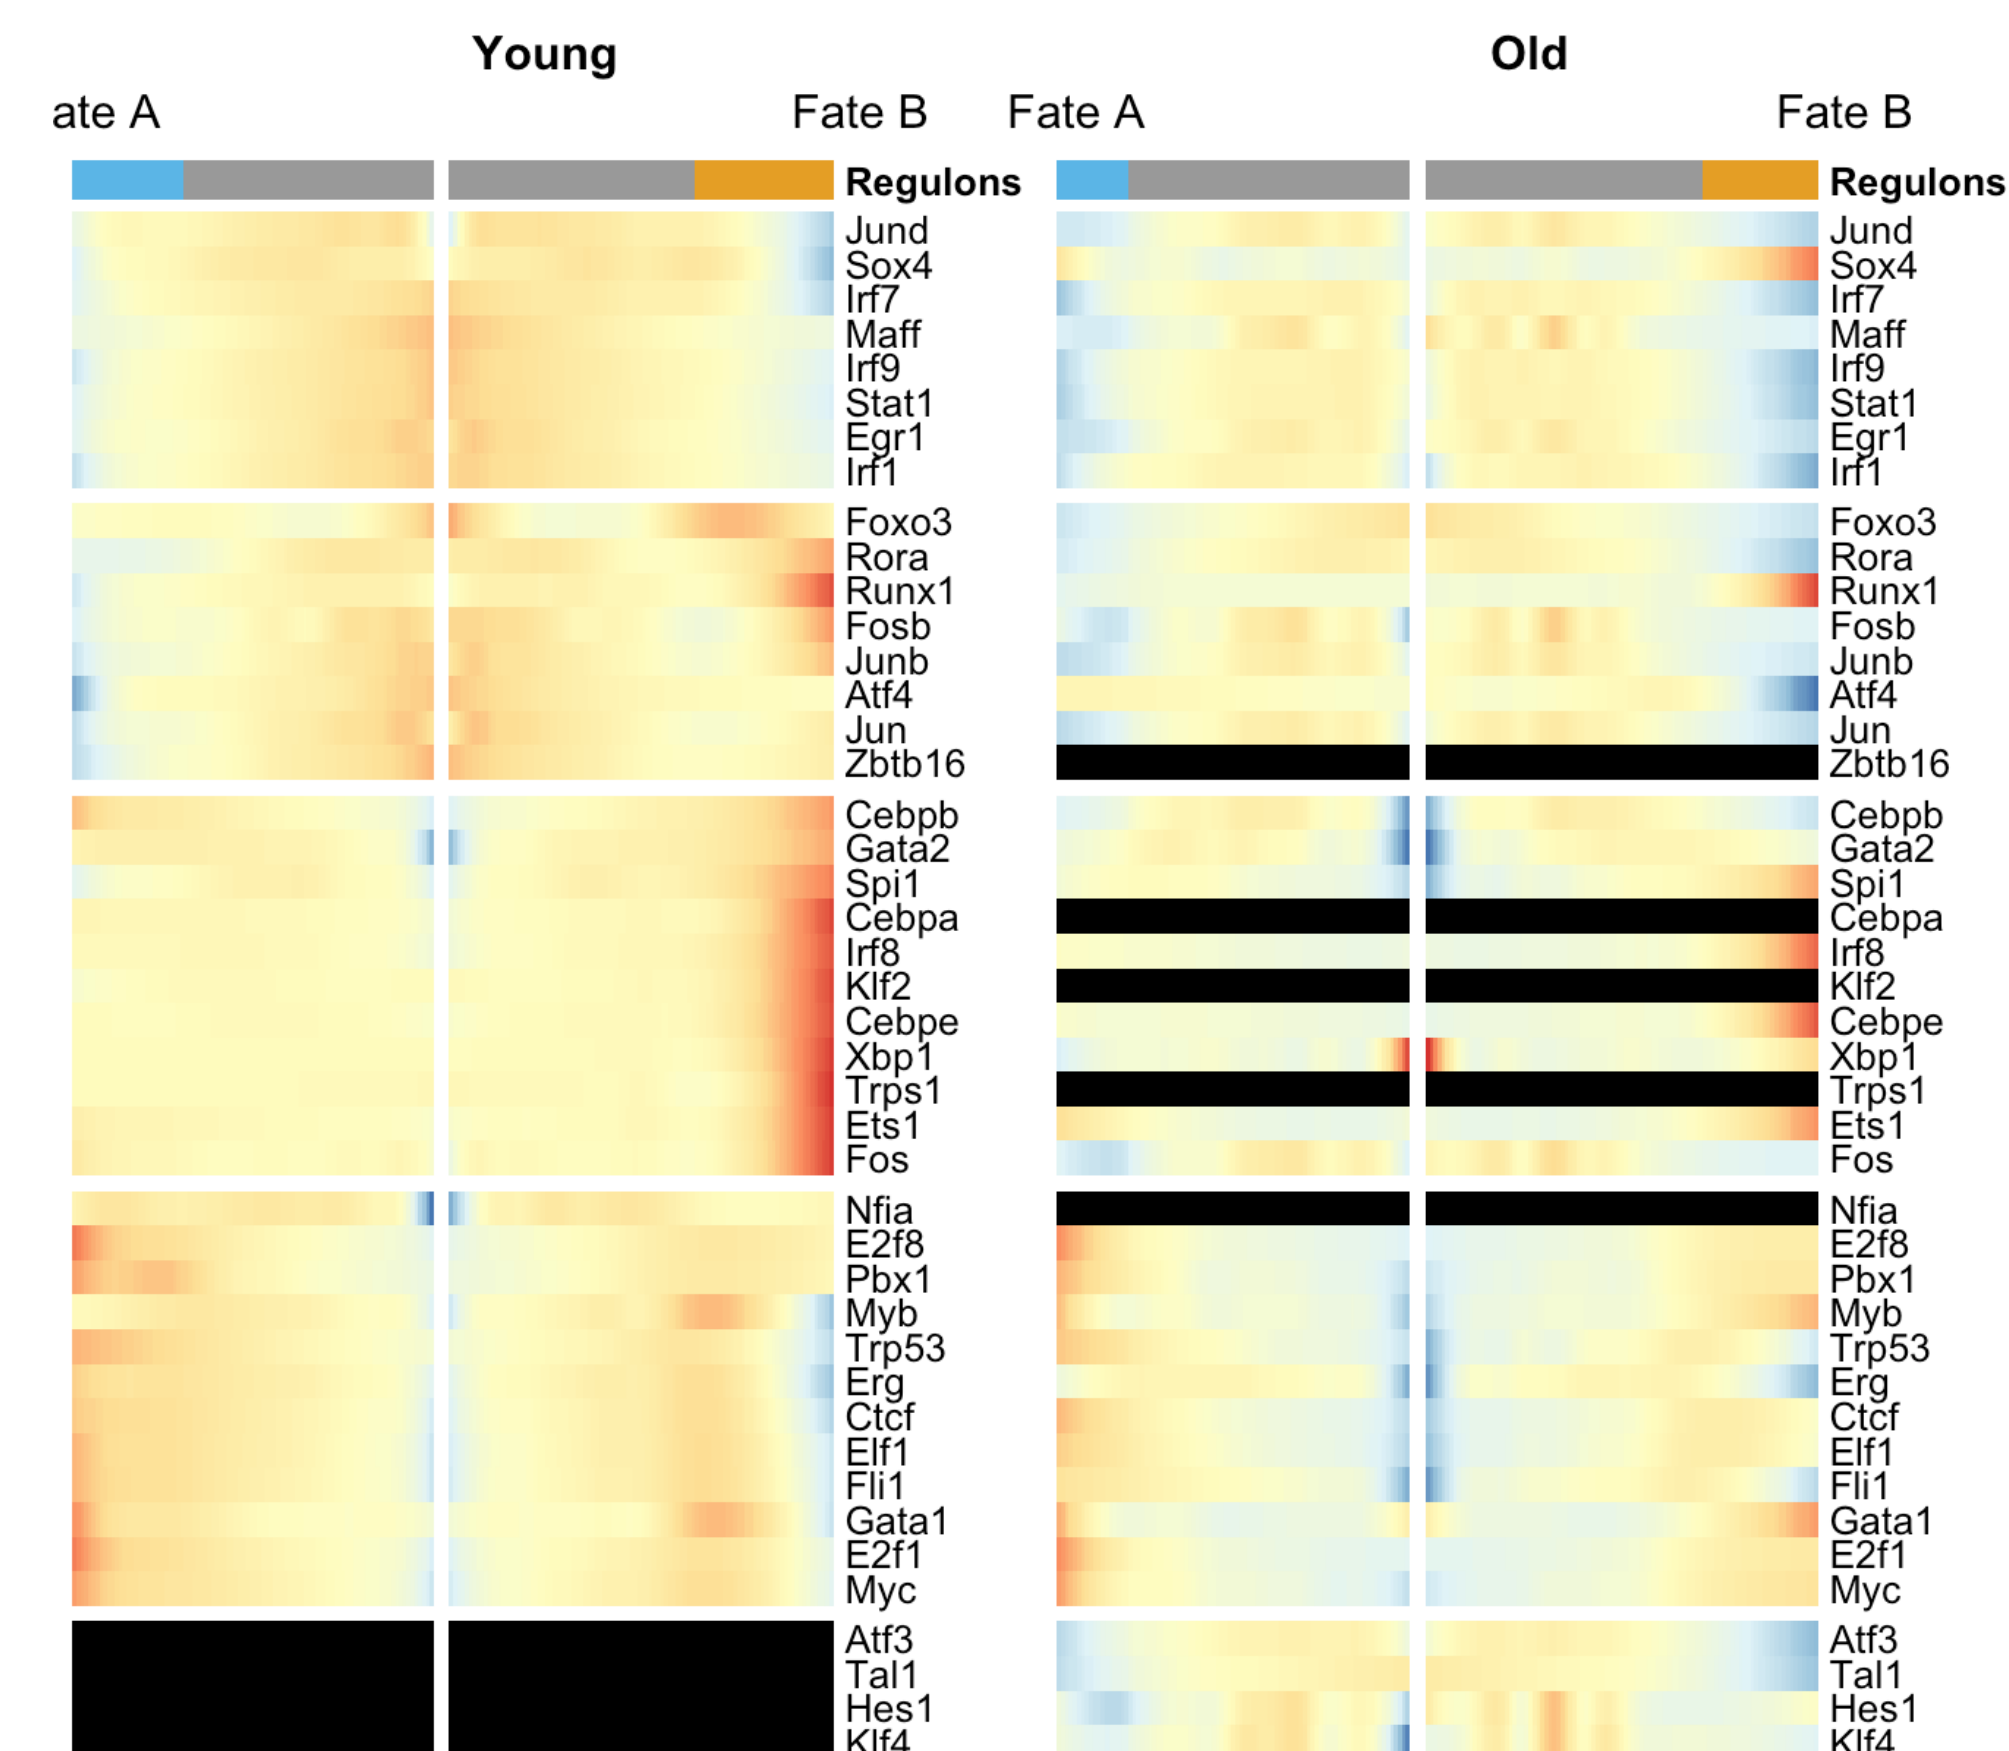 Young
Old
ate A
Fate B
Fate A
Fate B
Regulons
Jund
Sox4
Irf7
Maff
Irf9
Stat1
Egr1
Irf1
Foxo3
Rora
Runx1
Fosb
Junb
Atf4
Jun
Zbtb16
Cebpb
Gata2
Spi1
Cebpa
Irf8
Klf2
Cebpe
Xbp1
Trps1
Ets1
Fos
Nfia
E2f8
Pbx1
Myb
Trp53
Erg
Ctcf
Elf1
Fli1
Gata1
E2f1
Myc
Atf3
Tal1
Hes1
Klf4
Regulons
Jund
Sox4
Irf7
Maff
Irf9
Stat1
Egr1
Irf1
Foxo3
Rora
Runx1
Fosb
Junb
Atf4
Jun
Zbtb16
Cebpb
Gata2
Spi1
Cebpa
Irf8
Klf2
Cebpe
Xbp1
Trps1
Ets1
Fos
Nfia
E2f8
Pbx1
Myb
Trp53
Erg
Ctcf
Elf1
Fli1
Gata1
E2f1
Myc
Atf3
Tal1
Hes1
Klf4